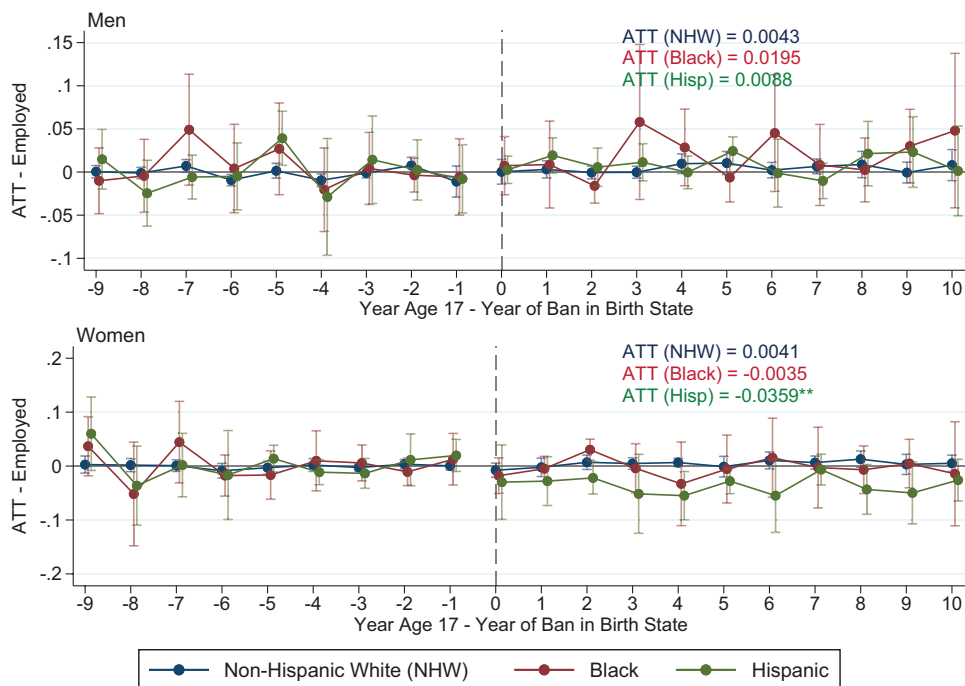 Men
ATT (NHW) = 0.0043
ATT (Black) = 0.0195
ATT (Hisp) = 0.0088
ATT - Employed
.15
.1
.05
0
-.05
-.1
-9 -8 -7 -6 -5 -4 -3 -2 -1 0 1 2 3 4 5 6 7 8 9 10
Year Age 17 - Year of Ban in Birth State
Women
ATT (NHW) = 0.0041
ATT (Black) = -0.0035
ATT (Hisp) = -0.0359**
ATT - Employed
.2
.1
0
-.1
-.2
-9 -8 -7 -6 -5 -4 -3 -2 -1 0 1 2 3 4 5 6 7 8 9 10
Year Age 17 - Year of Ban in Birth State
Non-Hispanic White (NHW) Black Hispanic